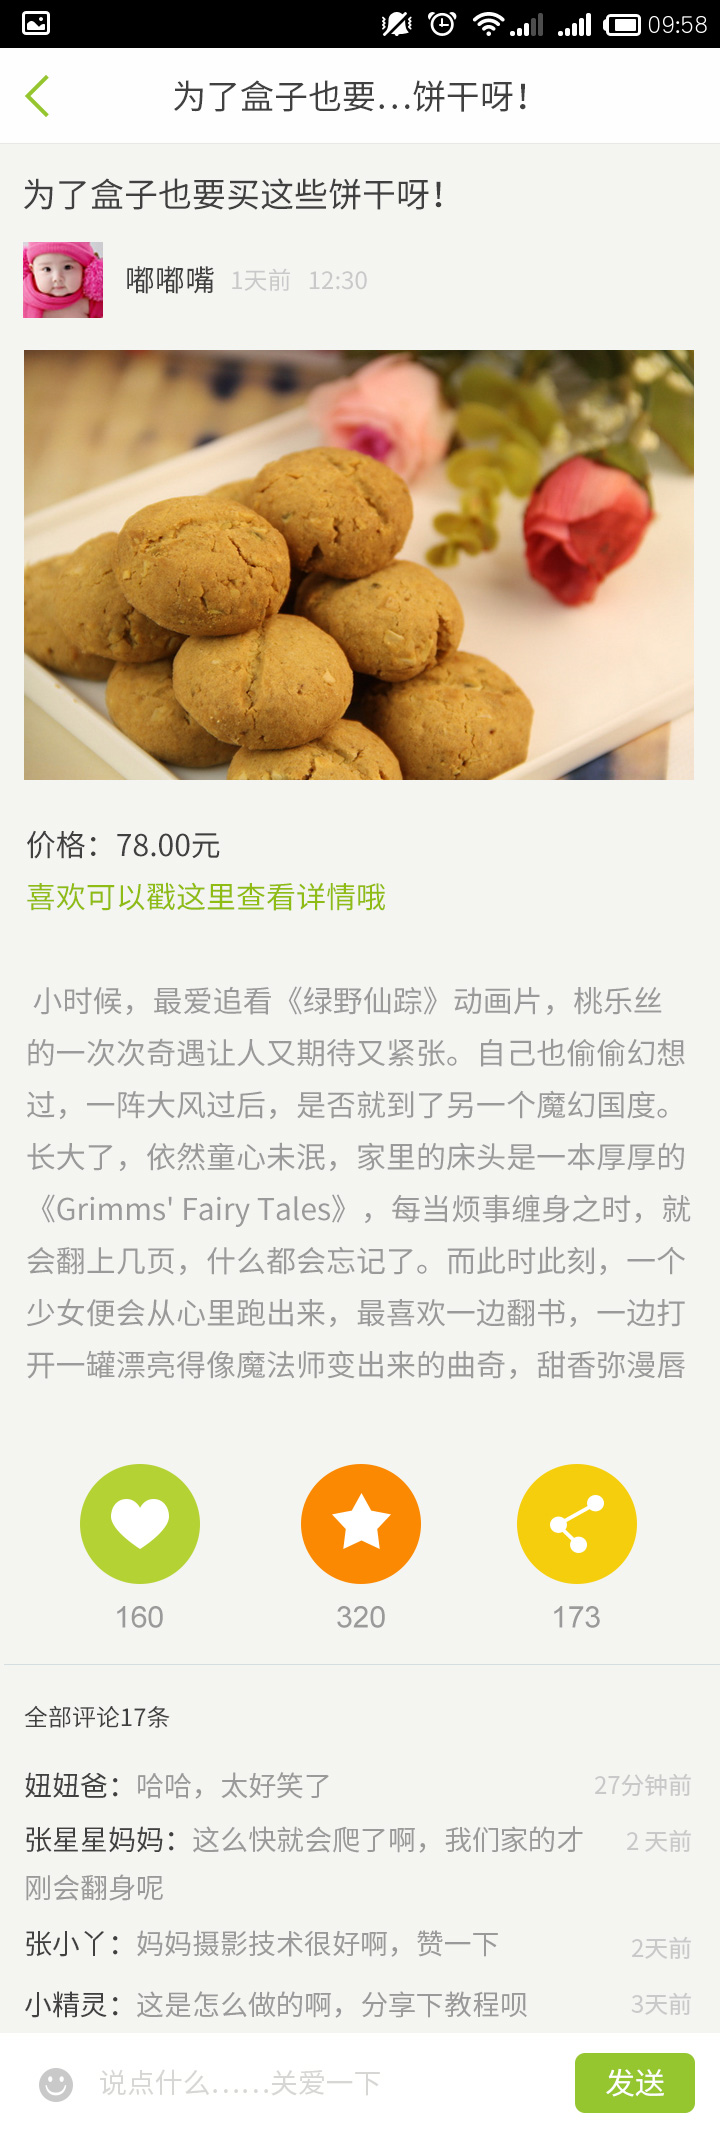 09:58
为了盒子也要...饼干呀！
为了盒子也要买这些饼干呀！
嘟嘟嘴 1天前 12:30
价格：78.00元
喜欢可以戳这里查看详情哦
小时候，最爱追看《绿野仙踪》动画片，桃乐丝
的一次次奇遇让人又期待又紧张。自己也偷偷幻想
过，一阵大风过后，是否就到了另一个魔幻国度。
长大了，依然童心未泯，家里的床头是一本厚厚的
《Grimms' Fairy Tales》，每当烦事缠身之时，就
会翻上几页，什么都会忘记了。而此时此刻，一个
少女便会从心里跑出来，最喜欢一边翻书，一边打
开一罐漂亮得像魔法师变出来的曲奇，甜香弥漫唇
160 320 173
全部评论17条
妞妞爸：哈哈，太好笑了 27分钟前
张星星妈妈：这么快就会爬了啊，我们家的才 2 天前
刚会翻身呢
张小丫：妈妈摄影技术很好啊，赞一下 2天前
小精灵：这是怎么做的啊，分享下教程呗 3天前
说点什么......关爱一下 发送